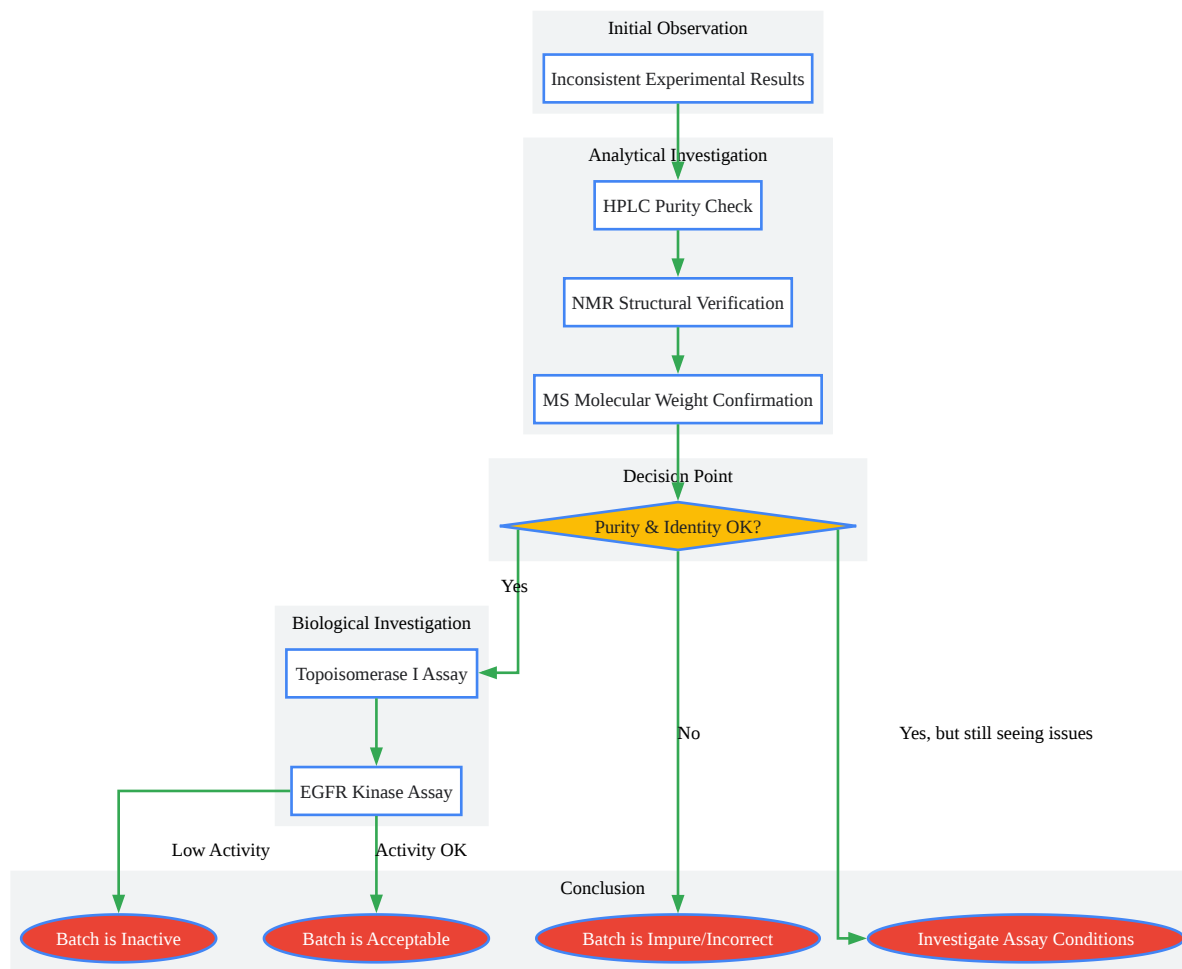 Initial Observation
Inconsistent Experimental Results
Analytical Investigation
HPLC Purity Check
NMR Structural Verification
MS Molecular Weight Confirmation
Decision Point
Purity & Identity OK?
Yes
Biological Investigation
Topoisomerase I Assay
No
Yes, but still seeing issues
EGFR Kinase Assay
Low Activity
Activity OK
Conclusion
Batch is Inactive
Batch is Acceptable
Batch is Impure/Incorrect
Investigate Assay Conditions